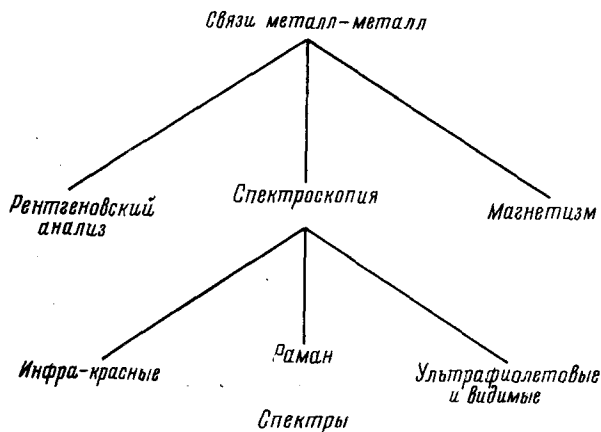 Связи металл-металл
Рентгеновский
анализ
Спектроскопия
Магнетизм
Инфра-красные
Раман
Ультрафиолетовые
и видимые
Спектры